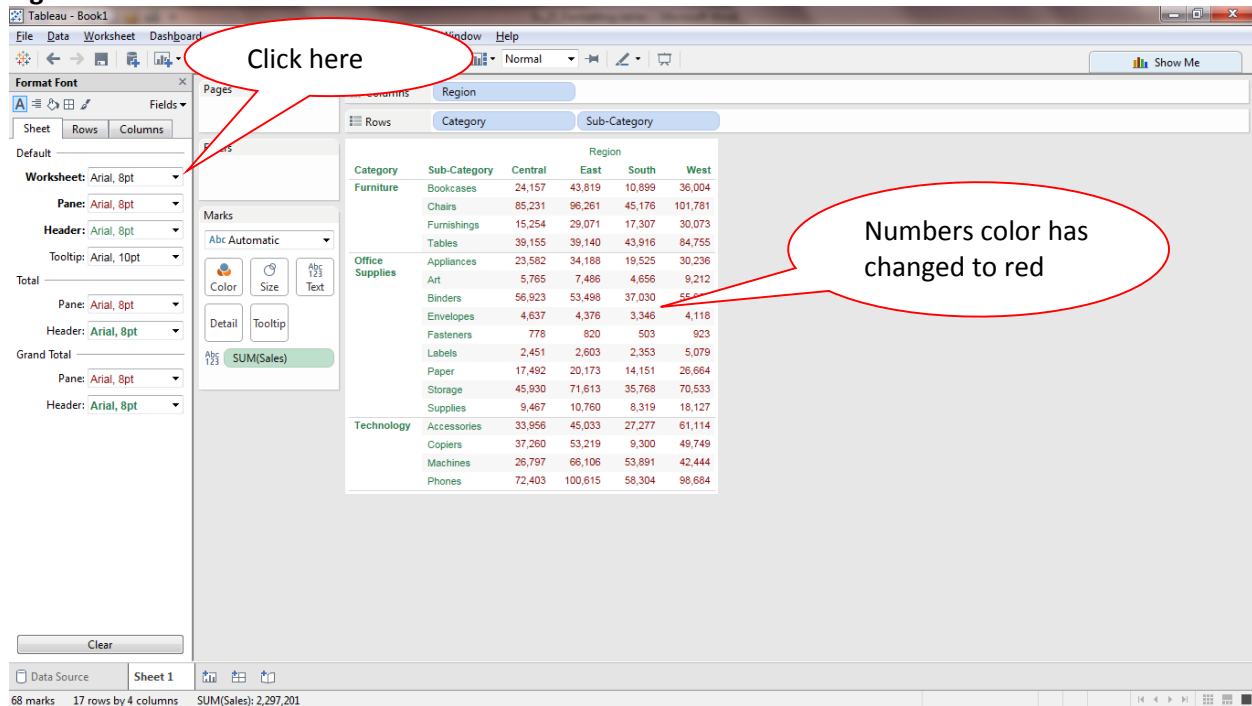 Tableau - Book1
File Data Worksheet Dashboard Window Help
Click here
Normal
Show Me
Format Font
Fields
Sheet Rows Columns
Default
Worksheet: Arial, 8pt
Pane: Arial, 8pt
Header: Arial, 8pt
Tooltip: Arial, 10pt
Total
Pane: Arial, 8pt
Header: Arial, 8pt
Grand Total
Pane: Arial, 8pt
Header: Arial, 8pt
Clear
Pages
Filters
Marks
Abc Automatic
Color Size Abc 123 Text
Detail Tooltip
Abc 123 SUM(Sales)
Columns Region
Rows Category Sub-Category
Region
Category Sub-Category Central East South West
Furniture Bookcases 24,157 43,819 10,899 36,004
Chairs 85,231 96,261 45,176 101,781
Furnishings 15,254 29,071 17,307 30,073
Tables 39,155 39,140 43,916 84,755
Office Supplies Appliances 23,582 34,188 19,525 30,236
Art 5,765 7,486 4,656 9,212
Binders 56,923 53,498 37,030
Envelopes 4,637 4,376 3,346 4,118
Fasteners 778 820 503 923
Labels 2,451 2,603 2,353 5,079
Paper 17,492 20,173 14,151 26,664
Storage 45,930 71,613 35,768 70,533
Supplies 9,467 10,760 8,319 18,127
Technology Accessories 33,956 45,033 27,277 61,114
Copiers 37,260 53,219 9,300 49,749
Machines 26,797 66,106 53,891 42,444
Phones 72,403 100,615 58,304 98,684
Numbers color has
changed to red
Data Source Sheet 1
68 marks 17 rows by 4 columns SUM(Sales): 2,297,201